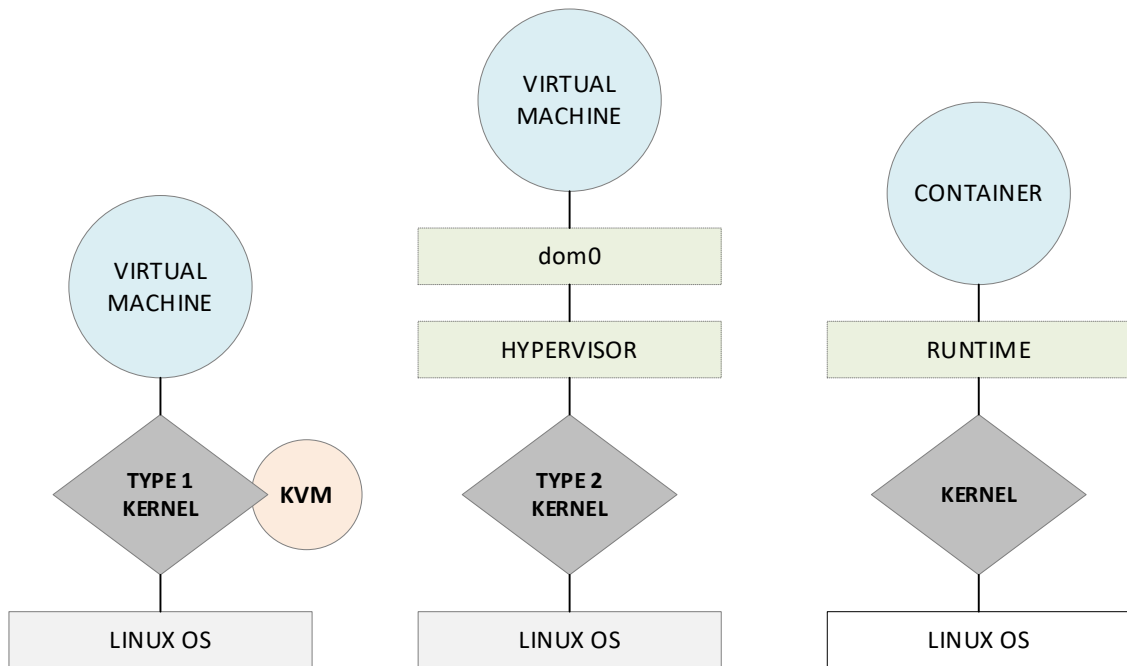 VIRTUAL
MACHINE
TYPE 1
KERNEL
KVM
LINUX OS
VIRTUAL
MACHINE
dom0
HYPERVISOR
TYPE 2
KERNEL
LINUX OS
CONTAINER
RUNTIME
KERNEL
LINUX OS